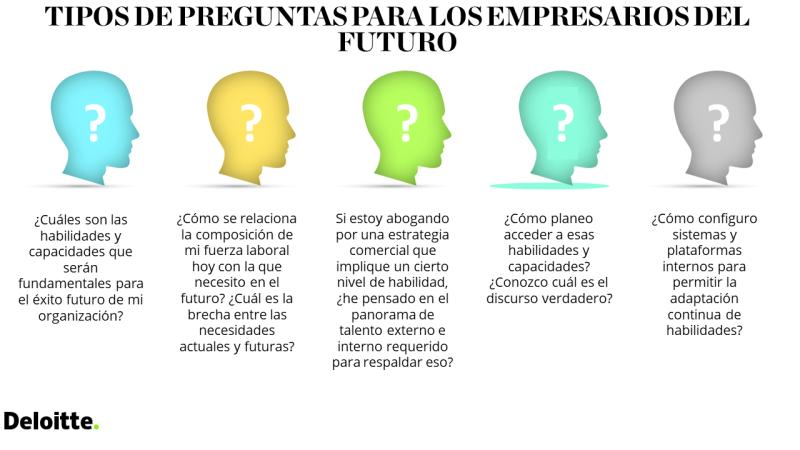 TIPOS DE PREGUNTAS PARA LOS EMPRESARIOS DEL
FUTURO
?
?
?
?
?
¿Cuáles son las
habilidades y
capacidades que
serán
fundamentales para
el éxito futuro de mi
organización?
¿Cómo se relaciona
la composición de
mi fuerza laboral
hoy con la que
necesito en el
futuro? ¿Cuál es la
brecha entre las
necesidades
actuales y futuras?
Si estoy abogando
por una estrategia
comercial que
implique un cierto
nivel de habilidad,
¿he pensado en el
panorama de
talento externo e
interno requerido
para respaldar eso?
¿Cómo planeo
acceder a esas
habilidades y
capacidades?
¿Conozco cuál es el
discurso verdadero?
¿Cómo configuro
sistemas y
plataformas
internos para
permitir la
adaptación
continua de
habilidades?
Deloitte.